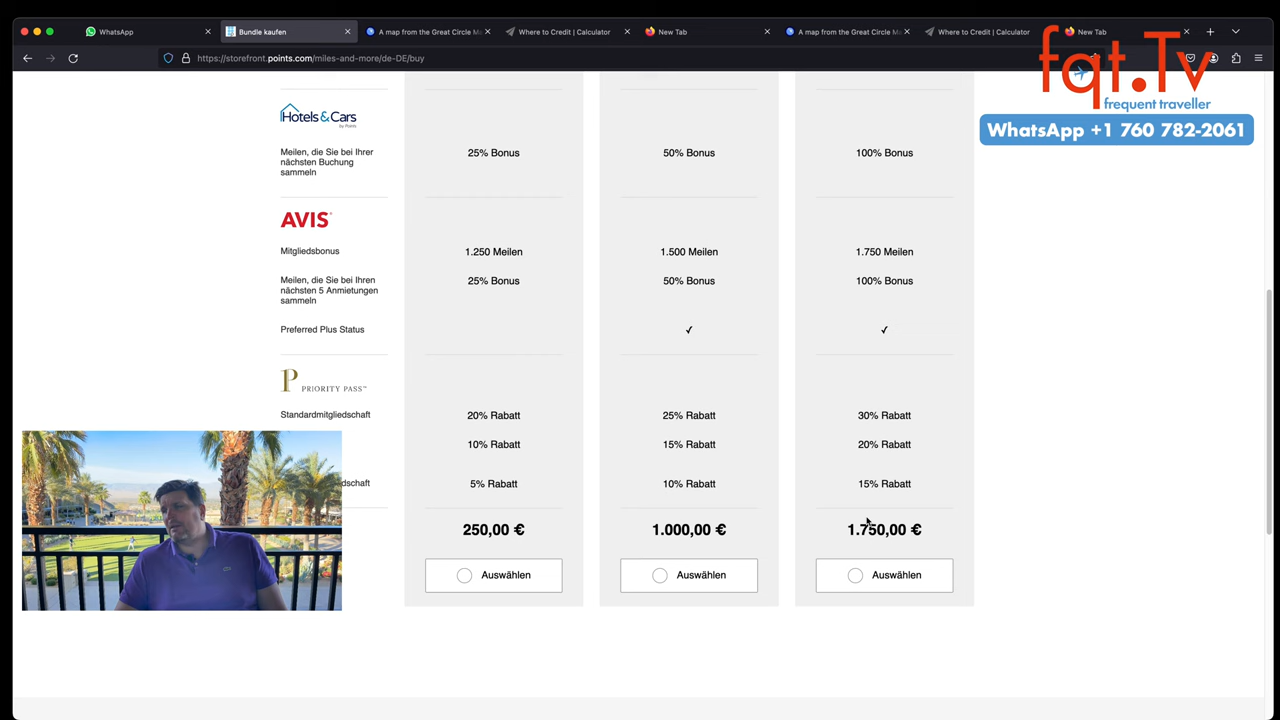 WhatsApp
Bundle kaufen
A map from the Great Circle Ma
Where to Credit | Calculator
New Tab
A map from the Great Circle Ma
Where to Credit | Calculator
New Tab
https://storefront.points.com/miles-and-more/de-DE/buy
fqt.Tv
frequent traveller
WhatsApp +1 760 782-2061
Hotels & Cars
by Points
Meilen, die Sie bei Ihrer
nächsten Buchung
sammeln
25% Bonus
50% Bonus
100% Bonus
AVIS
Mitgliedsbonus
1.250 Meilen
1.500 Meilen
1.750 Meilen
Meilen, die Sie bei Ihren
nächsten 5 Anmietungen
sammeln
25% Bonus
50% Bonus
100% Bonus
Preferred Plus Status
✓
✓
P PRIORITY PASS™
Standardmitgliedschaft
20% Rabatt
25% Rabatt
30% Rabatt
10% Rabatt
15% Rabatt
20% Rabatt
dschaft
5% Rabatt
10% Rabatt
15% Rabatt
250,00 €
1.000,00 €
1.750,00 €
Auswählen
Auswählen
Auswählen